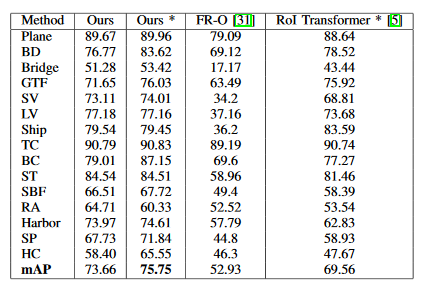 Method Ours Ours * FR-O [31] RoI Transformer * [5]
Plane 89.67 89.96 79.09 88.64
BD 76.77 83.62 69.12 78.52
Bridge 51.28 53.42 17.17 43.44
GTF 71.65 76.03 63.49 75.92
SV 73.11 74.01 34.2 68.81
LV 77.18 77.16 37.16 73.68
Ship 79.54 79.45 36.2 83.59
TC 90.79 90.83 89.19 90.74
BC 79.01 87.15 69.6 77.27
ST 84.54 84.51 58.96 81.46
SBF 66.51 67.72 49.4 58.39
RA 64.71 60.33 52.52 53.54
Harbor 73.97 74.61 57.79 62.83
SP 67.73 71.84 44.8 58.93
HC 58.40 65.55 46.3 47.67
mAP 73.66 75.75 52.93 69.56